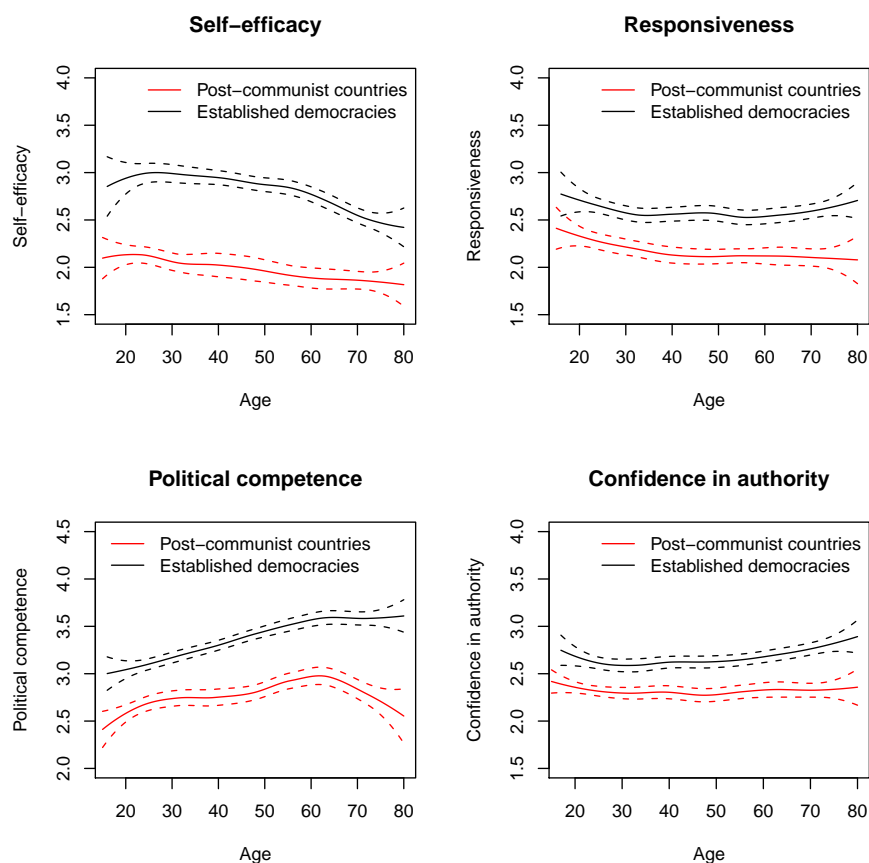 Self−efficacy
4.0
3.5
3.0
2.5
2.0
1.5
Self−efficacy
Post−communist countries
Established democracies
20 30 40 50 60 70 80
Age
Responsiveness
4.0
3.5
3.0
2.5
2.0
1.5
Responsiveness
Post−communist countries
Established democracies
20 30 40 50 60 70 80
Age
Political competence
4.5
4.0
3.5
3.0
2.5
2.0
Political competence
Post−communist countries
Established democracies
20 30 40 50 60 70 80
Age
Confidence in authority
4.0
3.5
3.0
2.5
2.0
1.5
Confidence in authority
Post−communist countries
Established democracies
20 30 40 50 60 70 80
Age